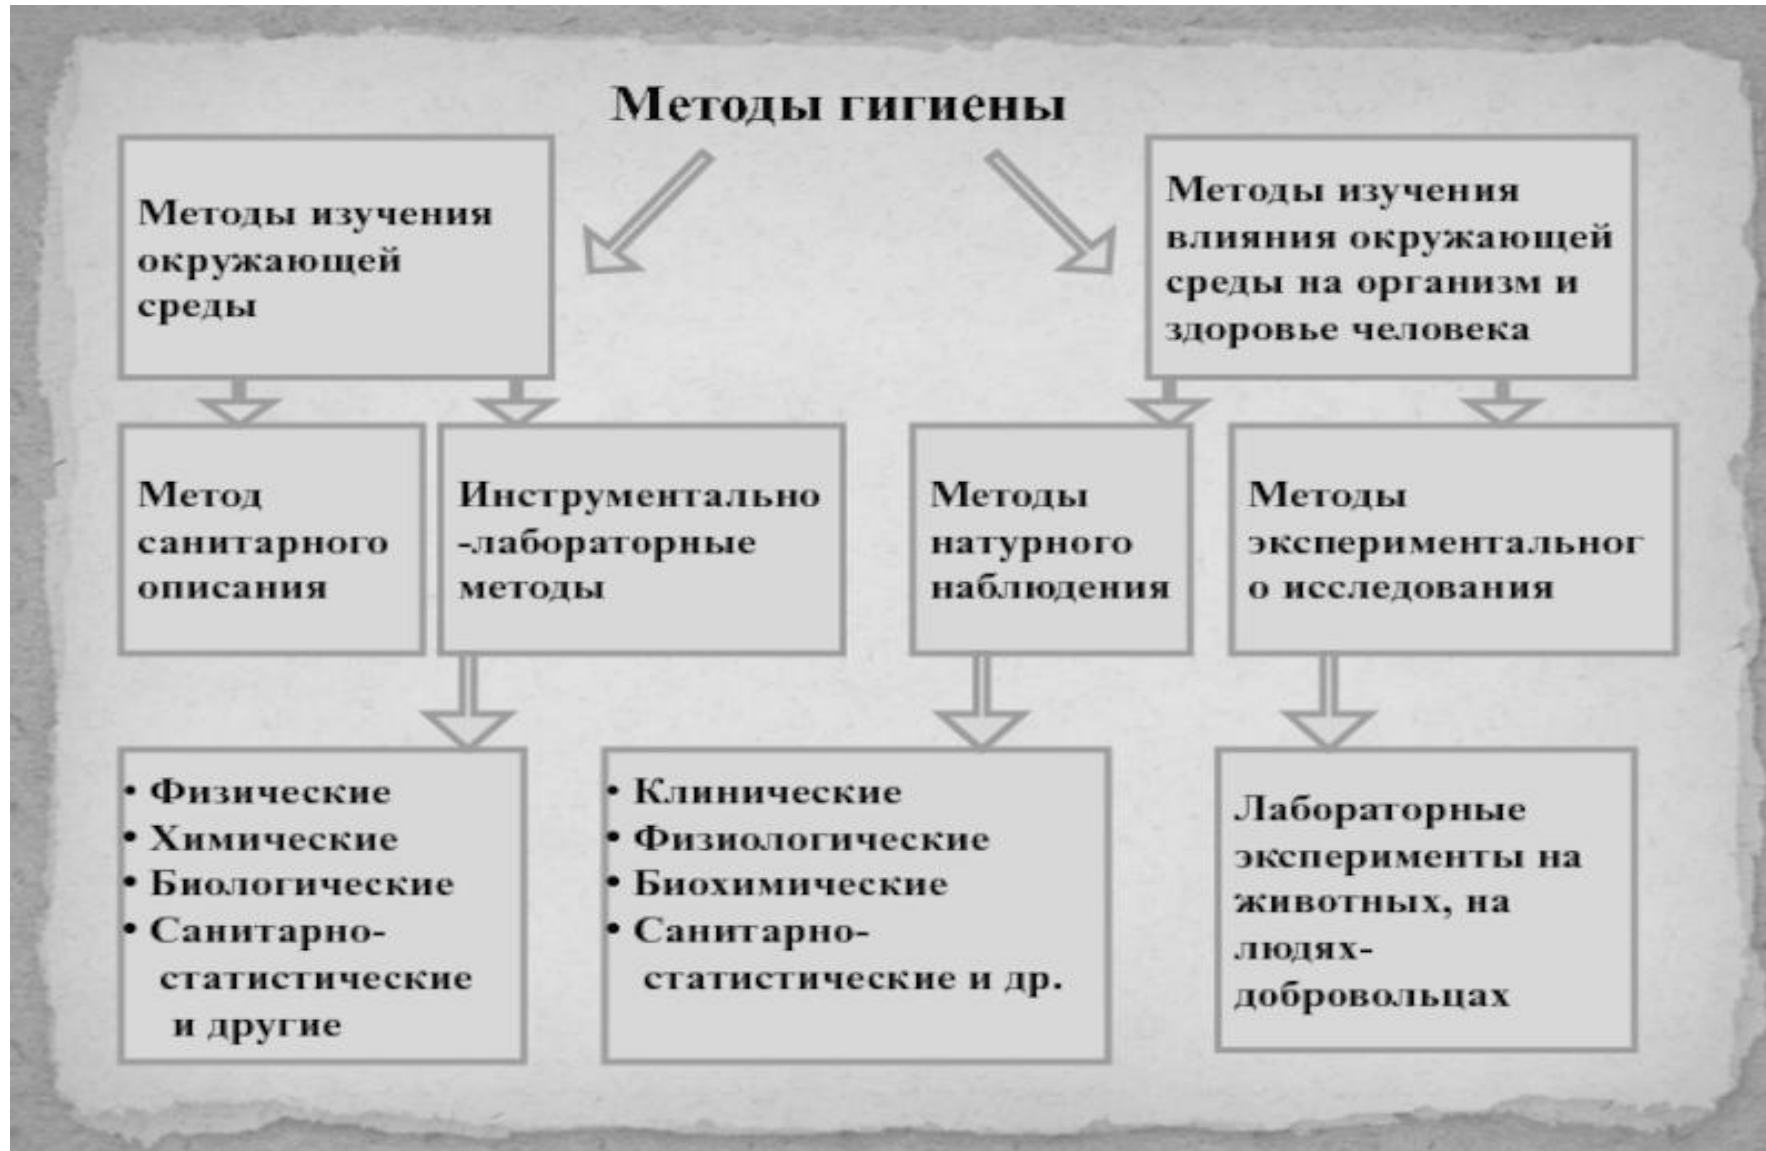 Методы гигиены
Методы изучения
окружающей
среды
Методы изучения
влияния окружающей
среды на организм и
здоровье человека
Метод
санитарного
описания
Инструментально
-лабораторные
методы
Методы
натурного
наблюдения
Методы
экспериментальног
о исследования
• Физические
• Химические
• Биологические
• Санитарно-
статистические
и другие
• Клинические
• Физиологические
• Биохимические
• Санитарно-
статистические и др.
Лабораторные
эксперименты на
животных, на
людях-
добровольцах